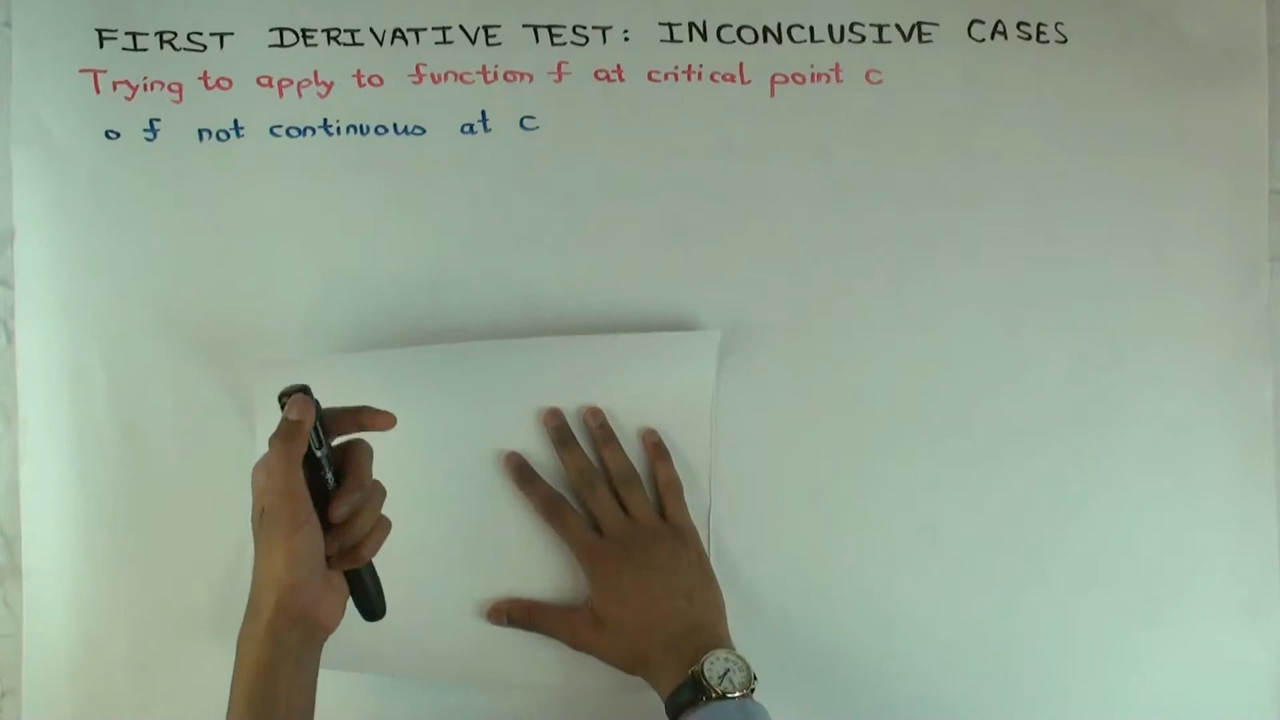 FIRST DERIVATIVE TEST: INCONCLUSIVE CASES
Trying to apply to function f at critical point c
o f not continuous at c